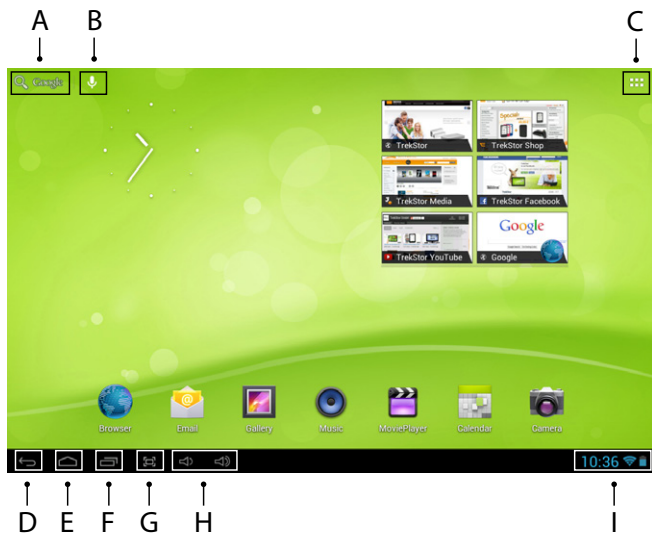 A B C
Google
TrekStor TrekStor Shop
TrekStor Media TrekStor Facebook
Google
TrekStor YouTube Google
Browser Email Gallery Music MoviePlayer Calendar Camera
10:36
D E F G H I